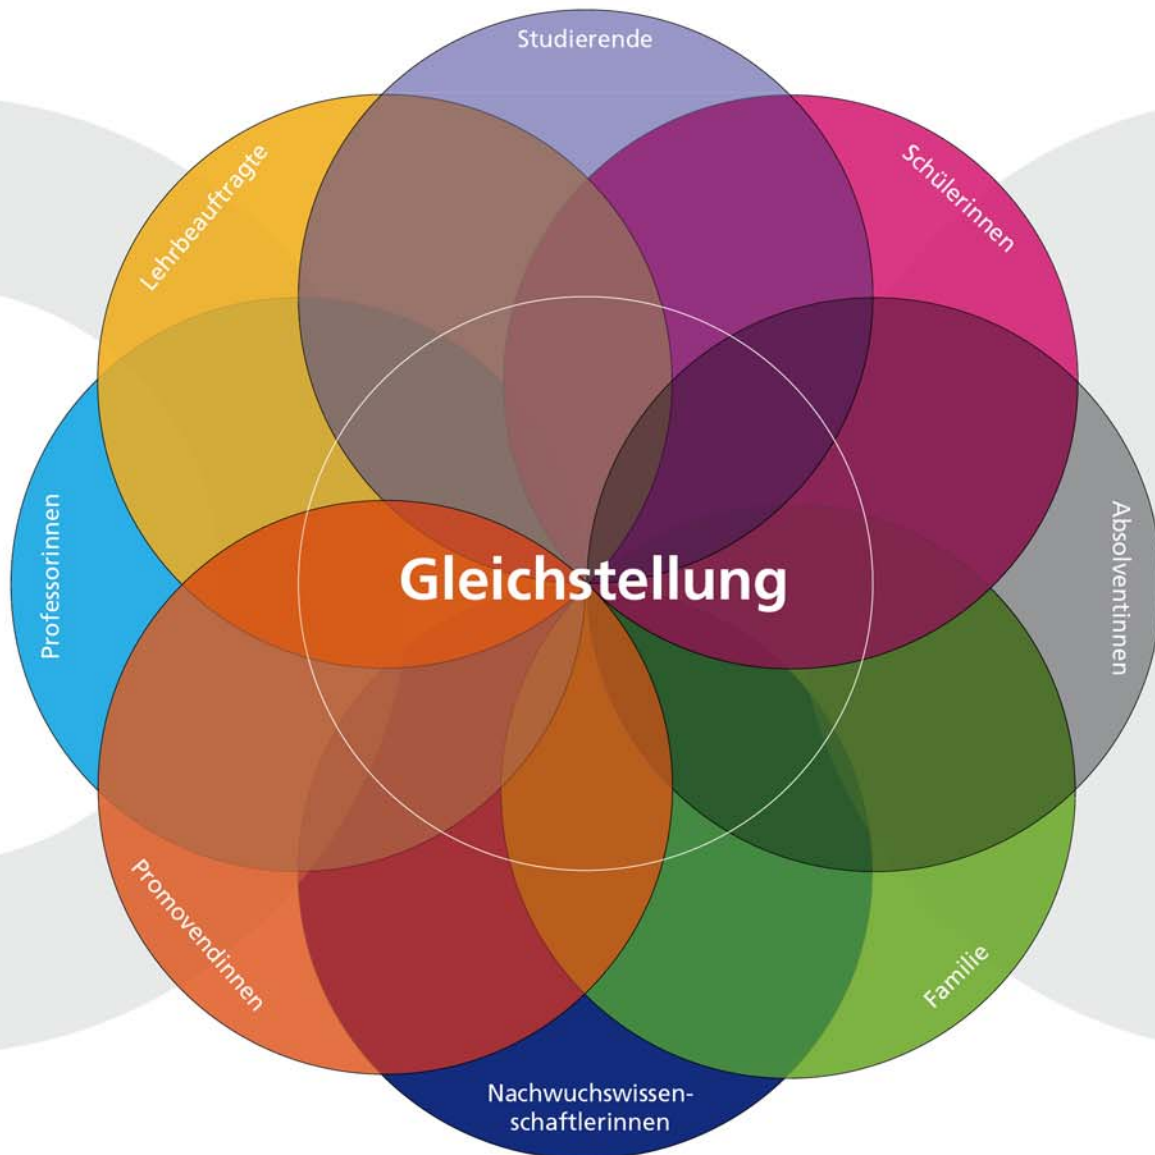 Studierende
Schülerinnen
Absolventinnen
Familie
Nachwuchswissen-
schaftlerinnen
Promovendinnen
Professorinnen
Lehrbeauftragte
Gleichstellung